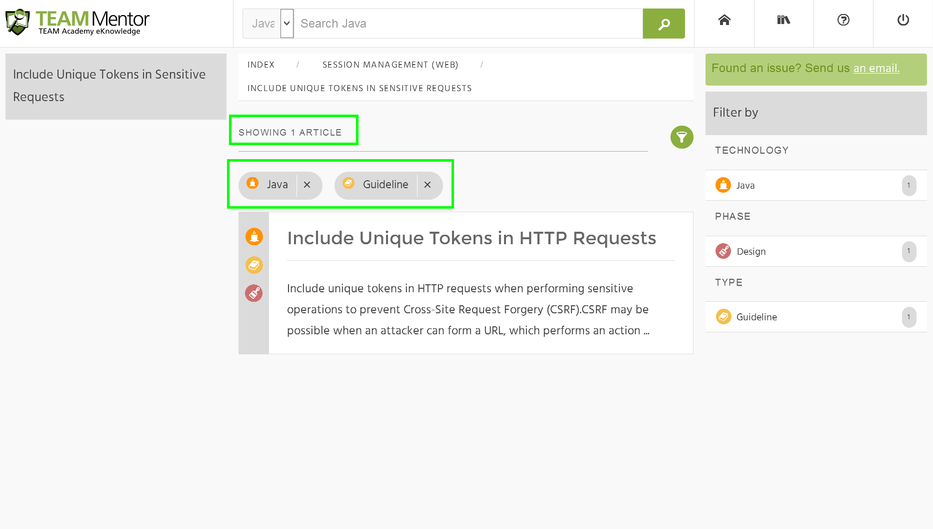 TEAM Mentor
TEAM Academy eKnowledge
Java
Search Java
Include Unique Tokens in Sensitive
Requests
INDEX / SESSION MANAGEMENT (WEB) /
INCLUDE UNIQUE TOKENS IN SENSITIVE REQUESTS
SHOWING 1 ARTICLE
Java ×
Guideline ×
Include Unique Tokens in HTTP Requests
Include unique tokens in HTTP requests when performing sensitive
operations to prevent Cross-Site Request Forgery (CSRF).CSRF may be
possible when an attacker can form a URL, which performs an action ...
Found an issue? Send us an email.
Filter by
TECHNOLOGY
Java 1
PHASE
Design 1
TYPE
Guideline 1